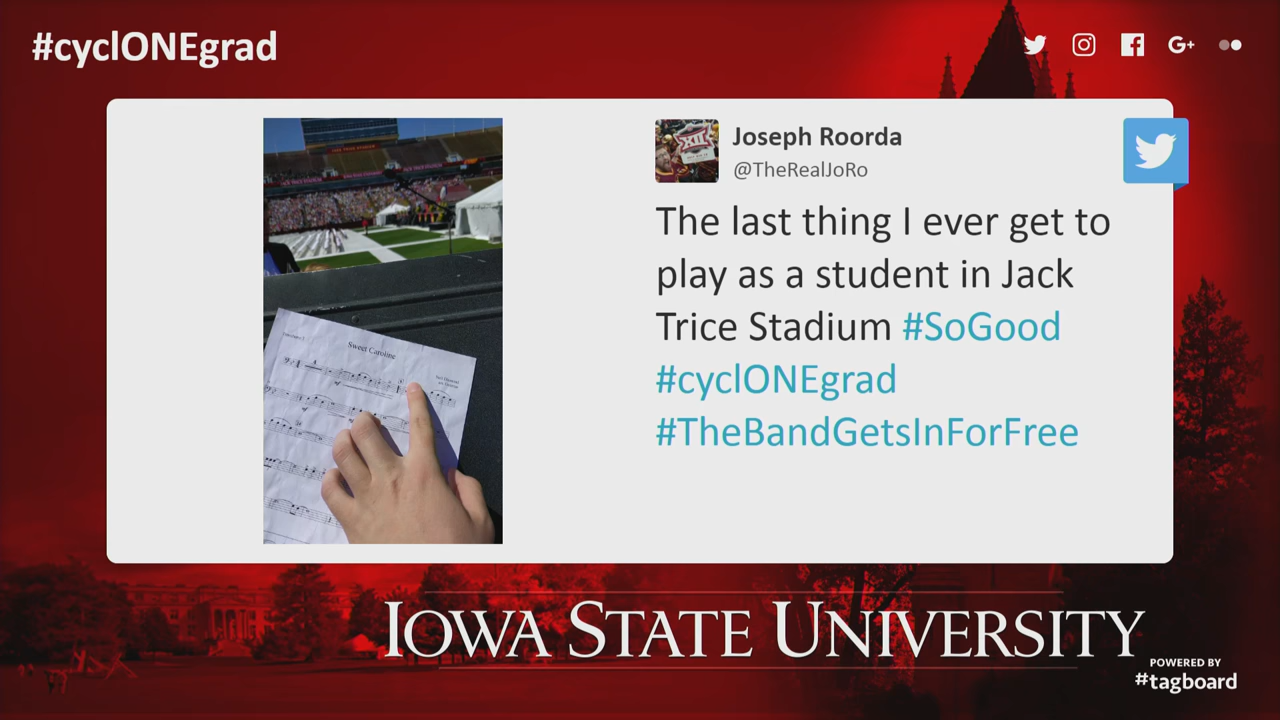 #cyclONEgrad
Joseph Roorda
@TheRealJoRo
The last thing I ever get to
play as a student in Jack
Trice Stadium #SoGood
#cyclONEgrad
#TheBandGetsInForFree
Sweet Caroline
IOWA STATE UNIVERSITY
POWERED BY
#tagboard